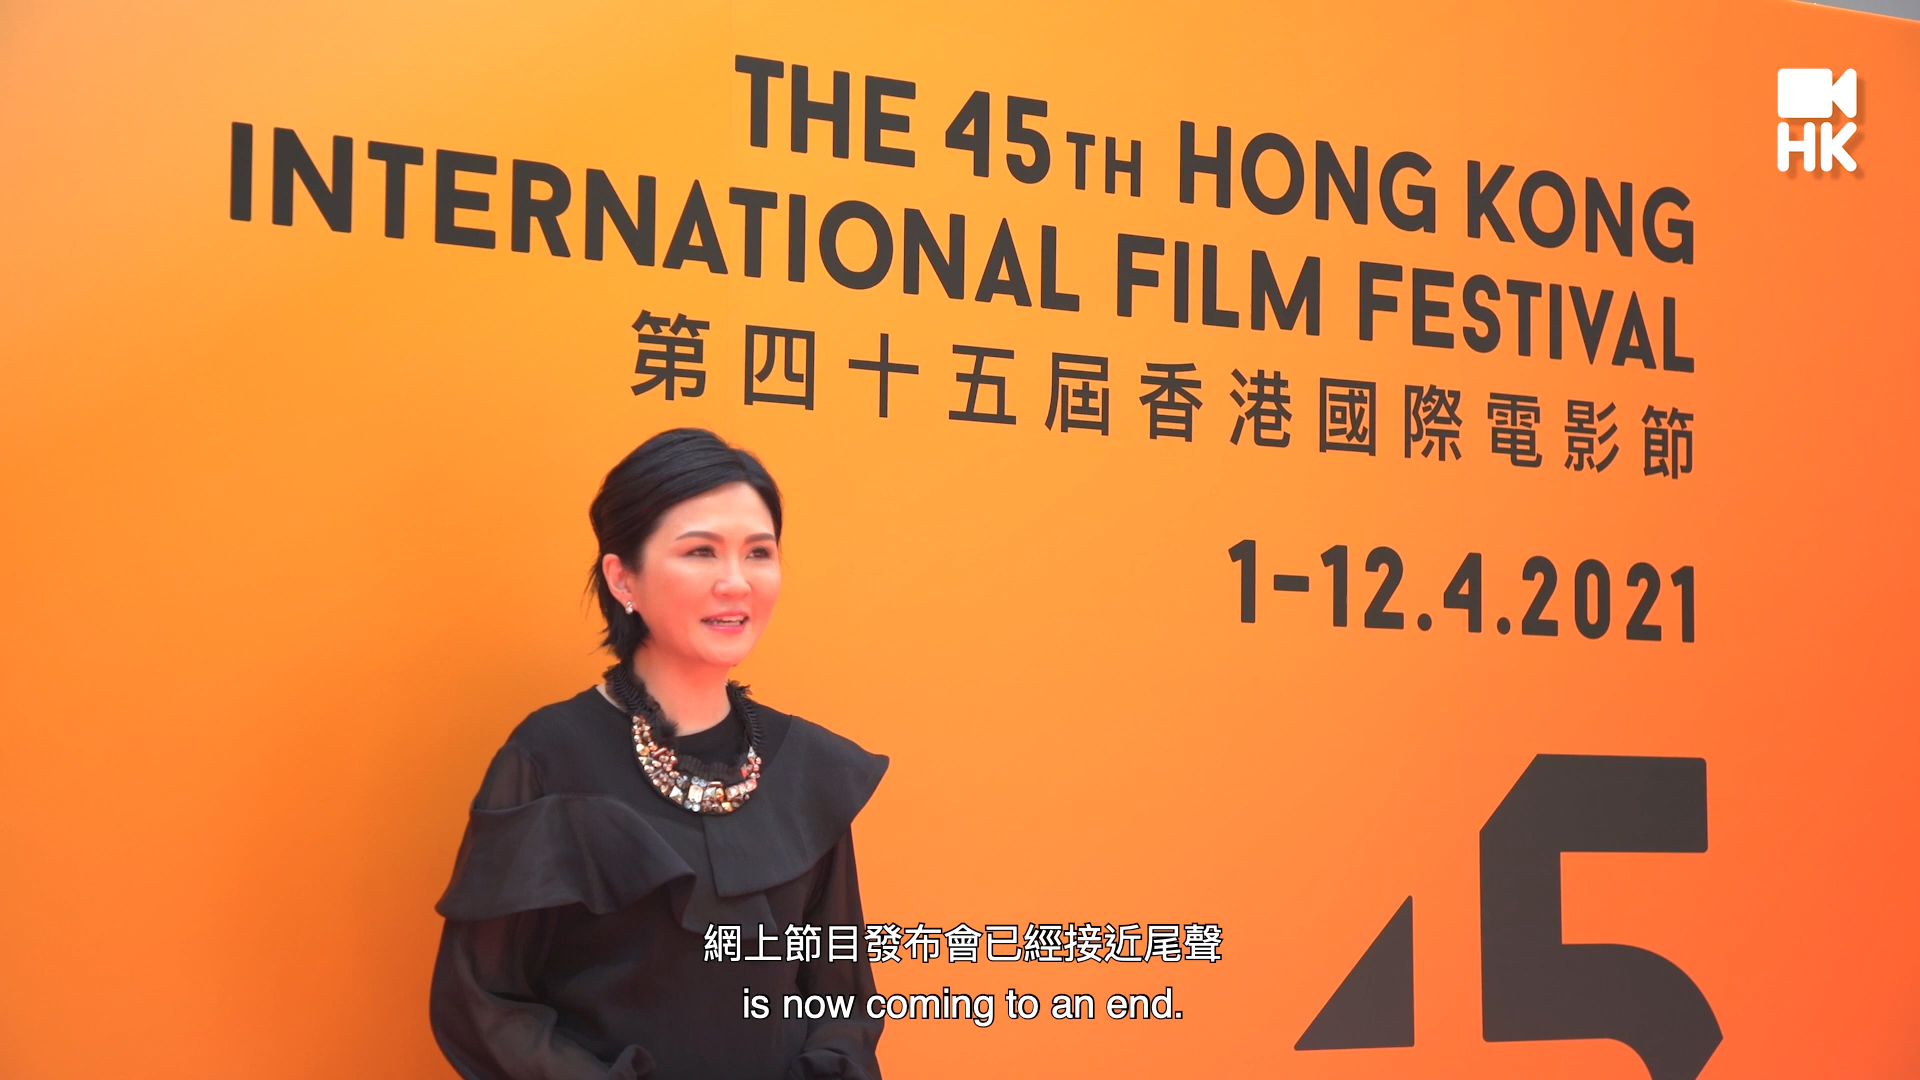 THE 45TH HONG KONG
INTERNATIONAL FILM FESTIVAL
第四十五屆香港國際電影節
1-12.4.2021
45
HK
網上節目發布會已經接近尾聲
is now coming to an end.